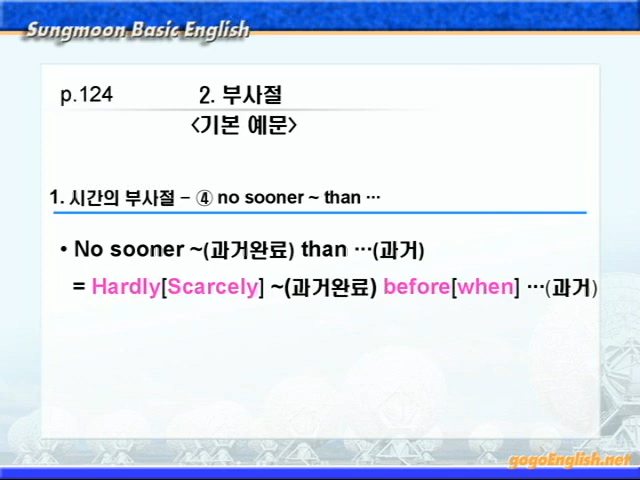 Sungmoon Basic English
p.124
2. 부사절
<기본 예문>
1. 시간의 부사절 – ④ no sooner ~ than ···
• No sooner ~(과거완료) than ···(과거)
= Hardly[Scarcely] ~(과거완료) before[when] ···(과거)
gogoEnglish.net